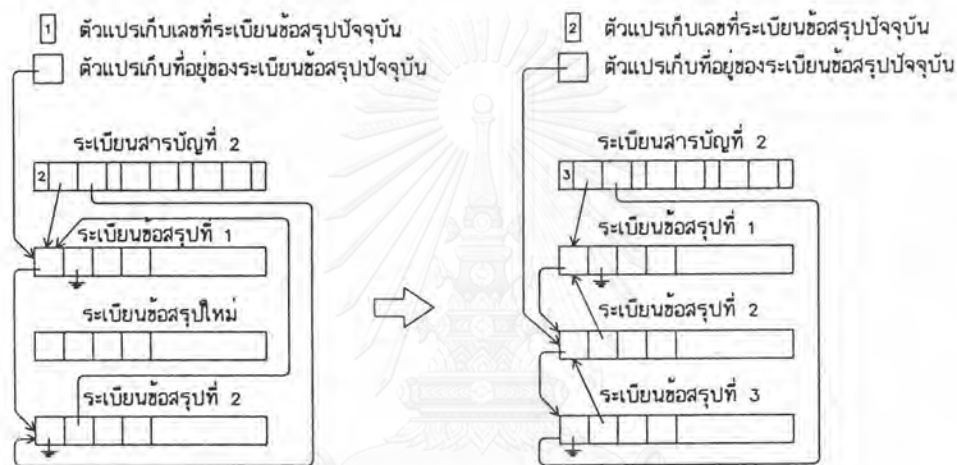 1 ตัวแปรเก็บเลขที่ระเบียนข้อสรุปปัจจุบัน
ตัวแปรเก็บที่อยู่ของระเบียนข้อสรุปปัจจุบัน
ระเบียนสารบัญที่ 2
2
ระเบียนข้อสรุปที่ 1
ระเบียนข้อสรุปใหม่
ระเบียนข้อสรุปที่ 2
2 ตัวแปรเก็บเลขที่ระเบียนข้อสรุปปัจจุบัน
ตัวแปรเก็บที่อยู่ของระเบียนข้อสรุปปัจจุบัน
ระเบียนสารบัญที่ 2
3
ระเบียนข้อสรุปที่ 1
ระเบียนข้อสรุปที่ 2
ระเบียนข้อสรุปที่ 3